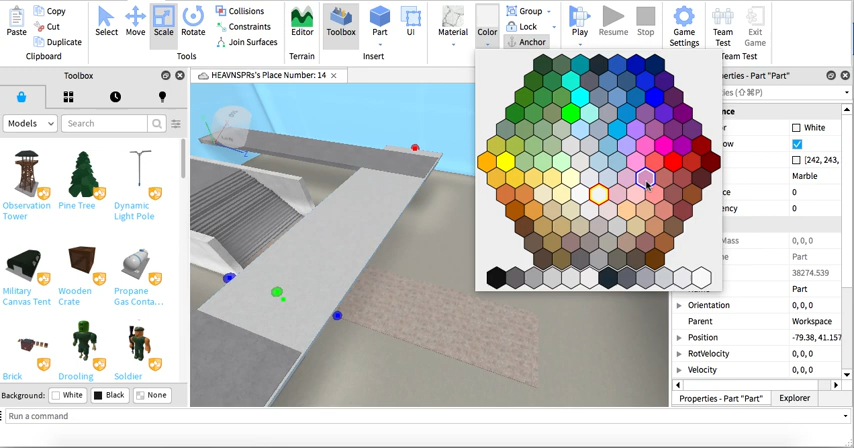 Paste
Copy
Cut
Duplicate
Clipboard
Select
Move
Scale
Rotate
Tools
Collisions
Constraints
Join Surfaces
Editor
Terrain
Toolbox
Part
UI
Insert
Material
Color
Group
Lock
Anchor
Play
Resume
Stop
Game
Settings
Team
Test
Exit
Game
Team Test
Toolbox
HEAVNSPRs's Place Number: 14
Models
Search
Observation
Tower
Pine Tree
Dynamic
Light Pole
Military
Canvas Tent
Wooden
Crate
Propane
Gas Conta...
Brick
Drooling
Soldier
Background:
White
Black
None
Run a command
operties - Part "Part"
White
[242, 243,
Marble
0
0
0, 0, 0
Part
38274.539
Part
Orientation
0, 0, 0
Parent
Workspace
Position
-79.38, 41.157
RotVelocity
0, 0, 0
Velocity
0, 0, 0
Properties - Part "Part"
Explorer